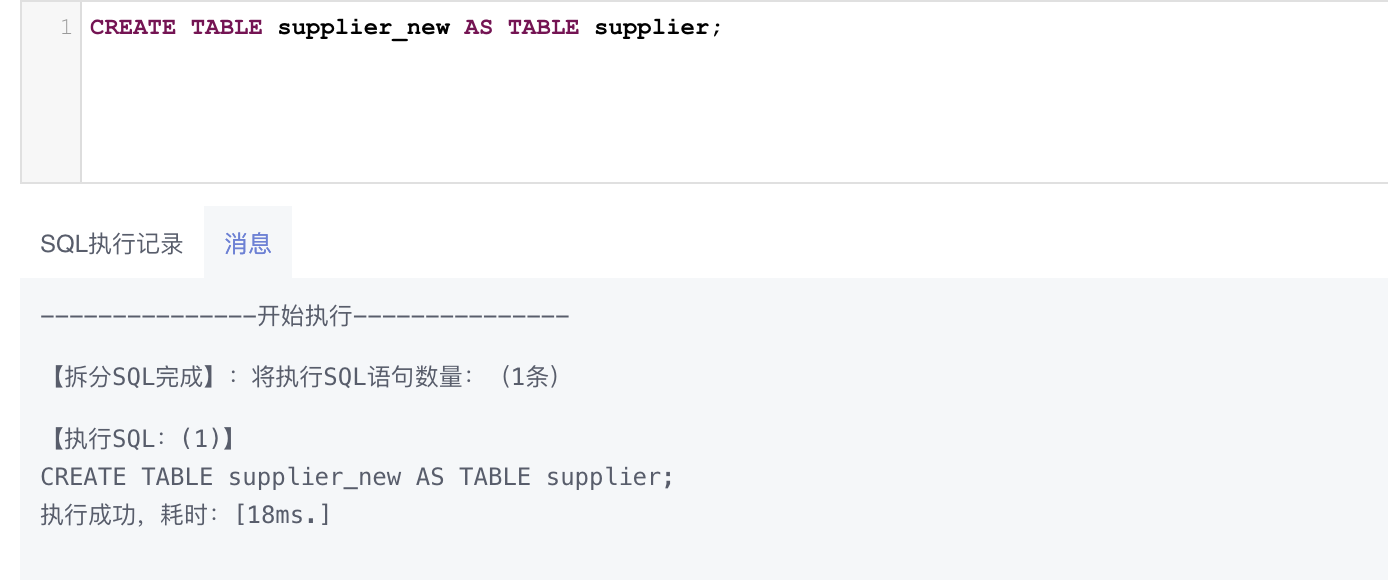 1 CREATE TABLE supplier_new AS TABLE supplier;
SQL执行记录 消息
---------------开始执行---------------
【拆分SQL完成】：将执行SQL语句数量：（1条）
【执行SQL：(1)】
CREATE TABLE supplier_new AS TABLE supplier;
执行成功，耗时：[18ms.]